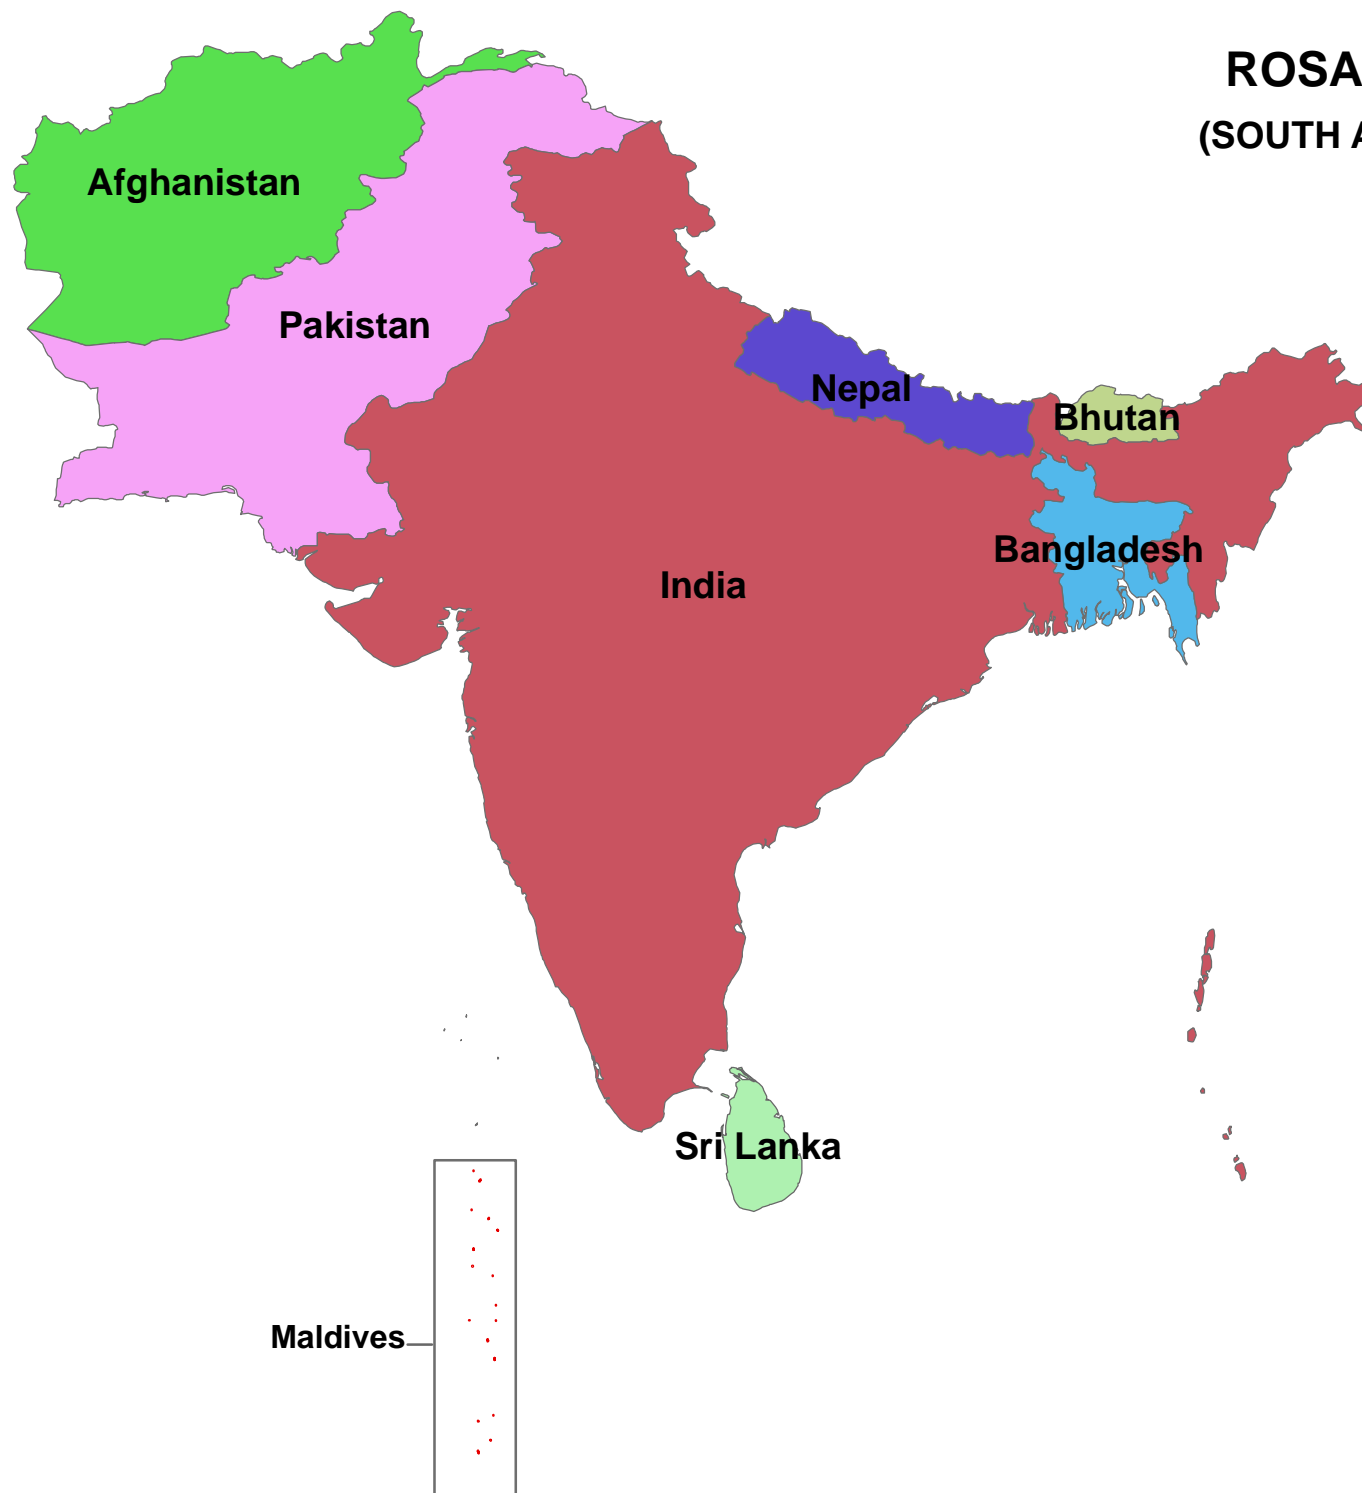 ROSA
(SOUTH A
Afghanistan
Pakistan
Nepal
Bhutan
Bangladesh
India
Sri Lanka
Maldives